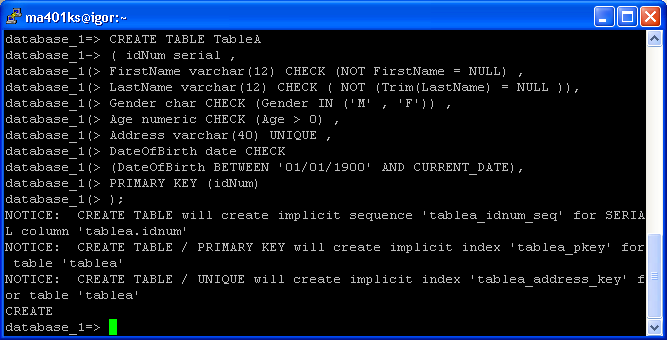 ma401ks@igor:~
database_1=> CREATE TABLE TableA
database_1-> ( idNum serial ,
database_1(> FirstName varchar(12) CHECK (NOT FirstName = NULL) ,
database_1(> LastName varchar(12) CHECK ( NOT (Trim(LastName) = NULL )),
database_1(> Gender char CHECK (Gender IN ('M' , 'F')) ,
database_1(> Age numeric CHECK (Age > 0) ,
database_1(> Address varchar(40) UNIQUE ,
database_1(> DateOfBirth date CHECK
database_1(> (DateOfBirth BETWEEN '01/01/1900' AND CURRENT_DATE),
database_1(> PRIMARY KEY (idNum)
database_1(> );
NOTICE:  CREATE TABLE will create implicit sequence 'tablea_idnum_seq' for SERIA
L column 'tablea.idnum'
NOTICE:  CREATE TABLE / PRIMARY KEY will create implicit index 'tablea_pkey' for
 table 'tablea'
NOTICE:  CREATE TABLE / UNIQUE will create implicit index 'tablea_address_key' f
or table 'tablea'
CREATE
database_1=>